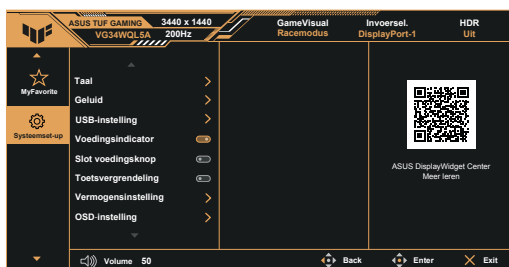 ASUS TUF GAMING 3440 x 1440
VG34WQL5A 200Hz
GameVisual
Racemodus
Invoersel.
DisplayPort-1
HDR
Uit
MyFavorite
Systeemset-up
Taal
Geluid
USB-instelling
Voedingsindicator
Slot voedingsknop
Toetsvergrendeling
Vermogensinstelling
OSD-instelling
ASUS DisplayWidget Center
Meer leren
Volume 50
Back
Enter
Exit